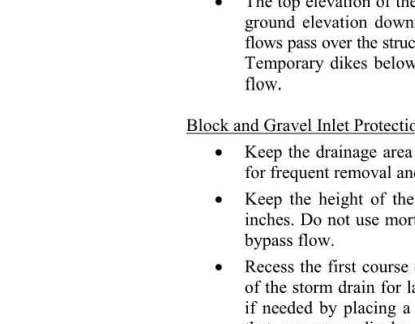 • The top elevation of the
ground elevation down
flows pass over the struc
Temporary dikes below
flow.
Block and Gravel Inlet Protectio
• Keep the drainage area
for frequent removal an
• Keep the height of the
inches. Do not use mor
bypass flow.
• Recess the first course
of the storm drain for la
if needed by placing a